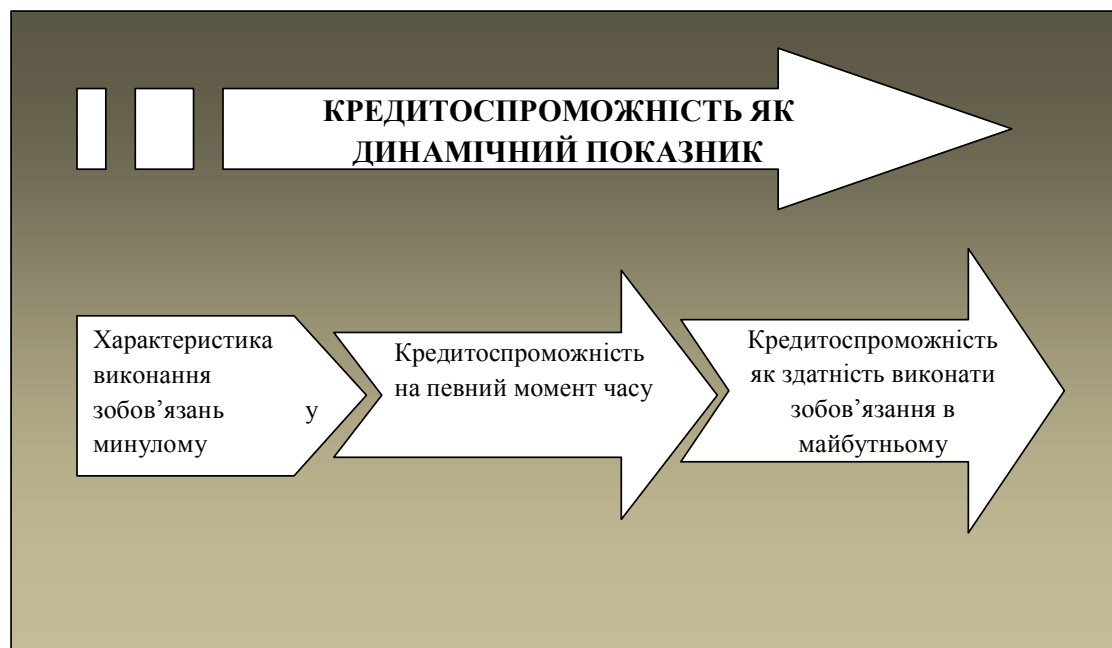 КРЕДИТОСПРОМОЖНІСТЬ ЯК
ДИНАМІЧНИЙ ПОКАЗНИК
Характеристика
виконання
зобов’язань у
минулому
Кредитоспроможність
на певний момент часу
Кредитоспроможність
як здатність виконати
зобов’язання в
майбутньому